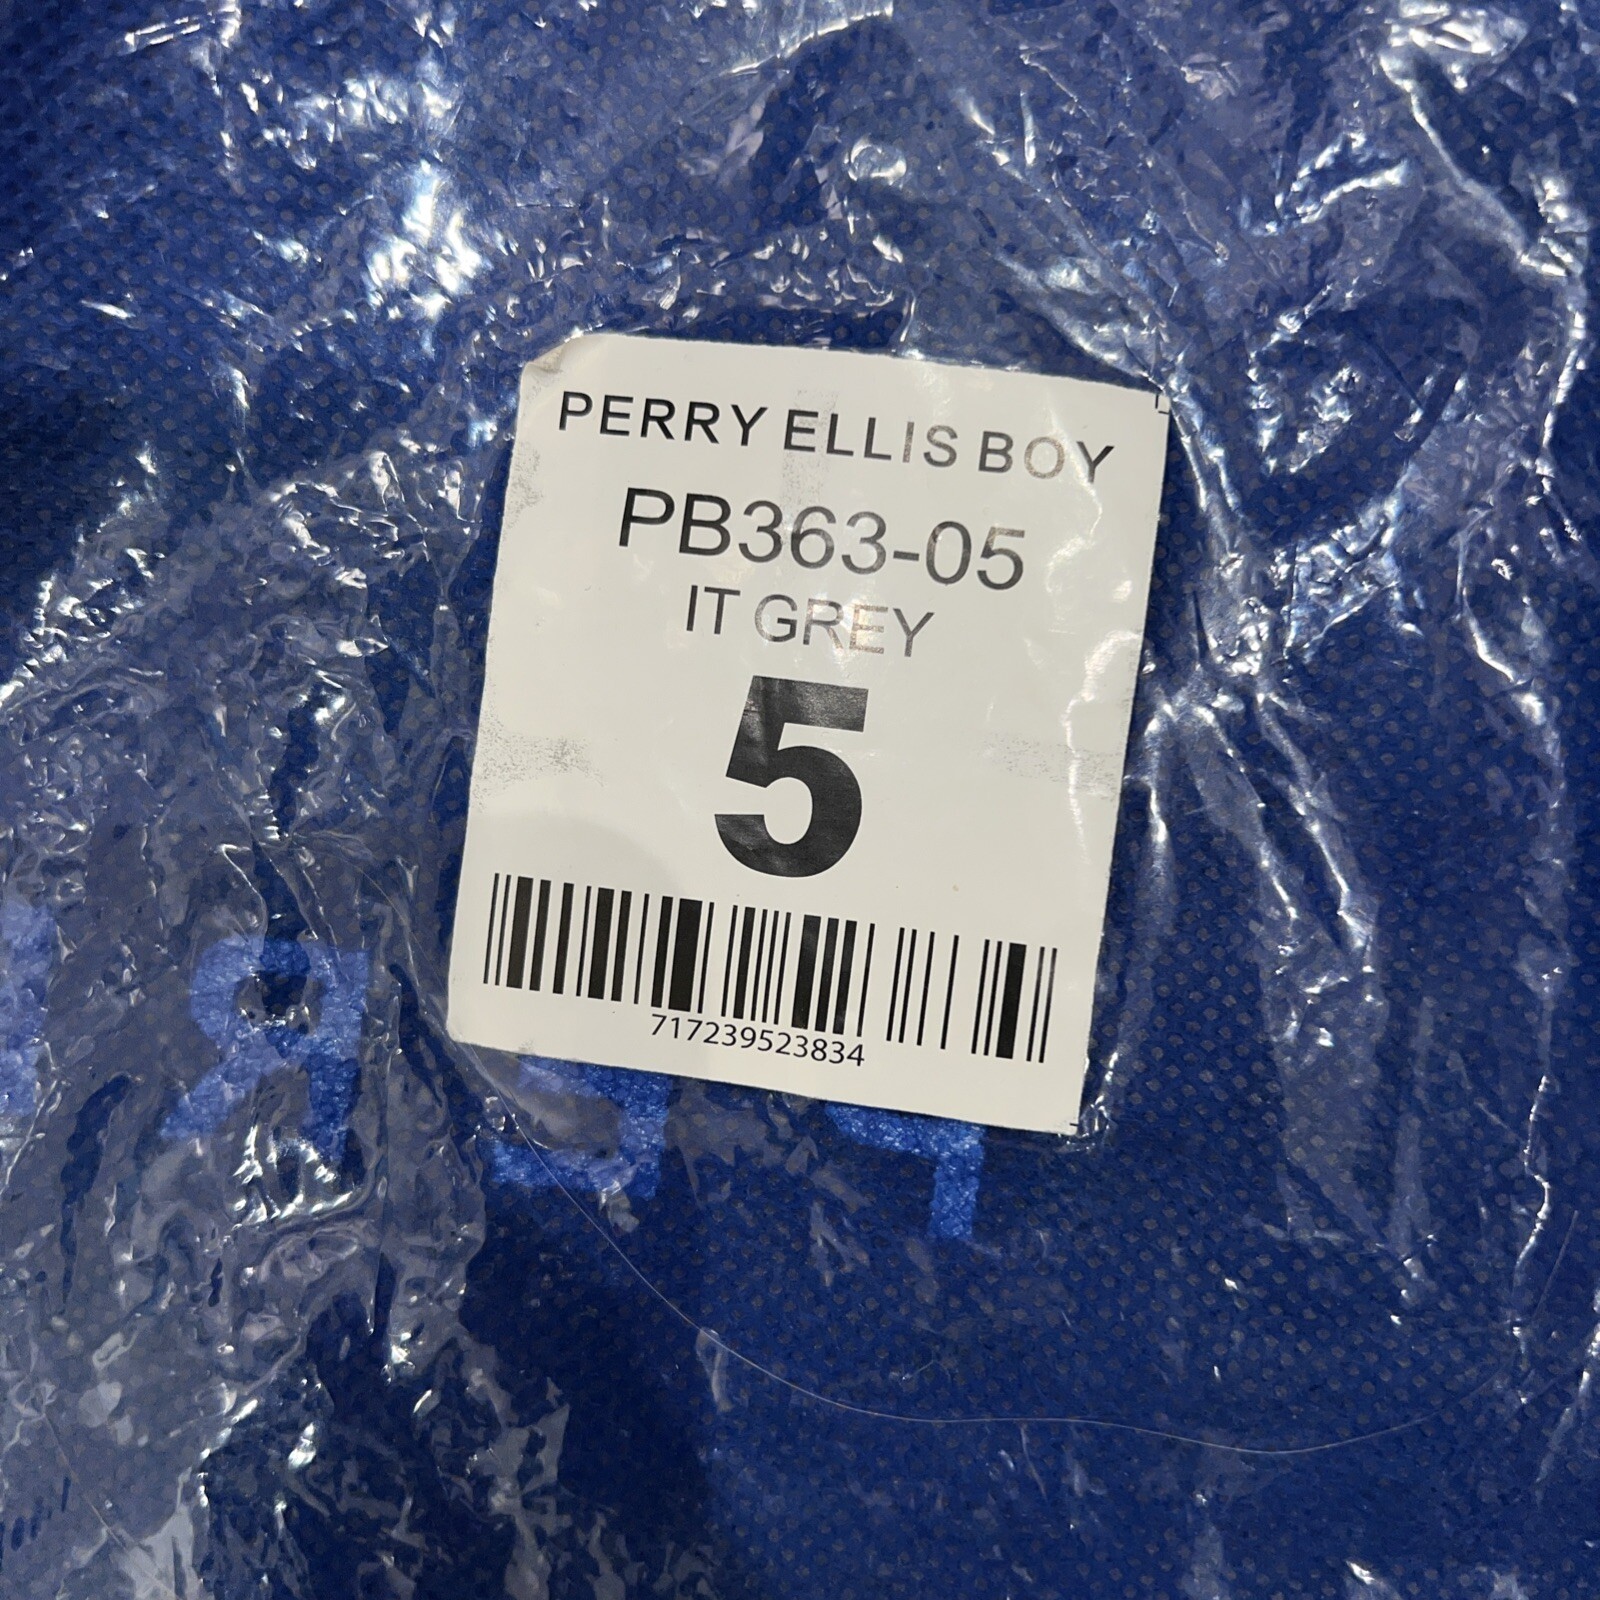 PERRY ELLIS BOY
PB363-05
IT GREY
5
717239523834